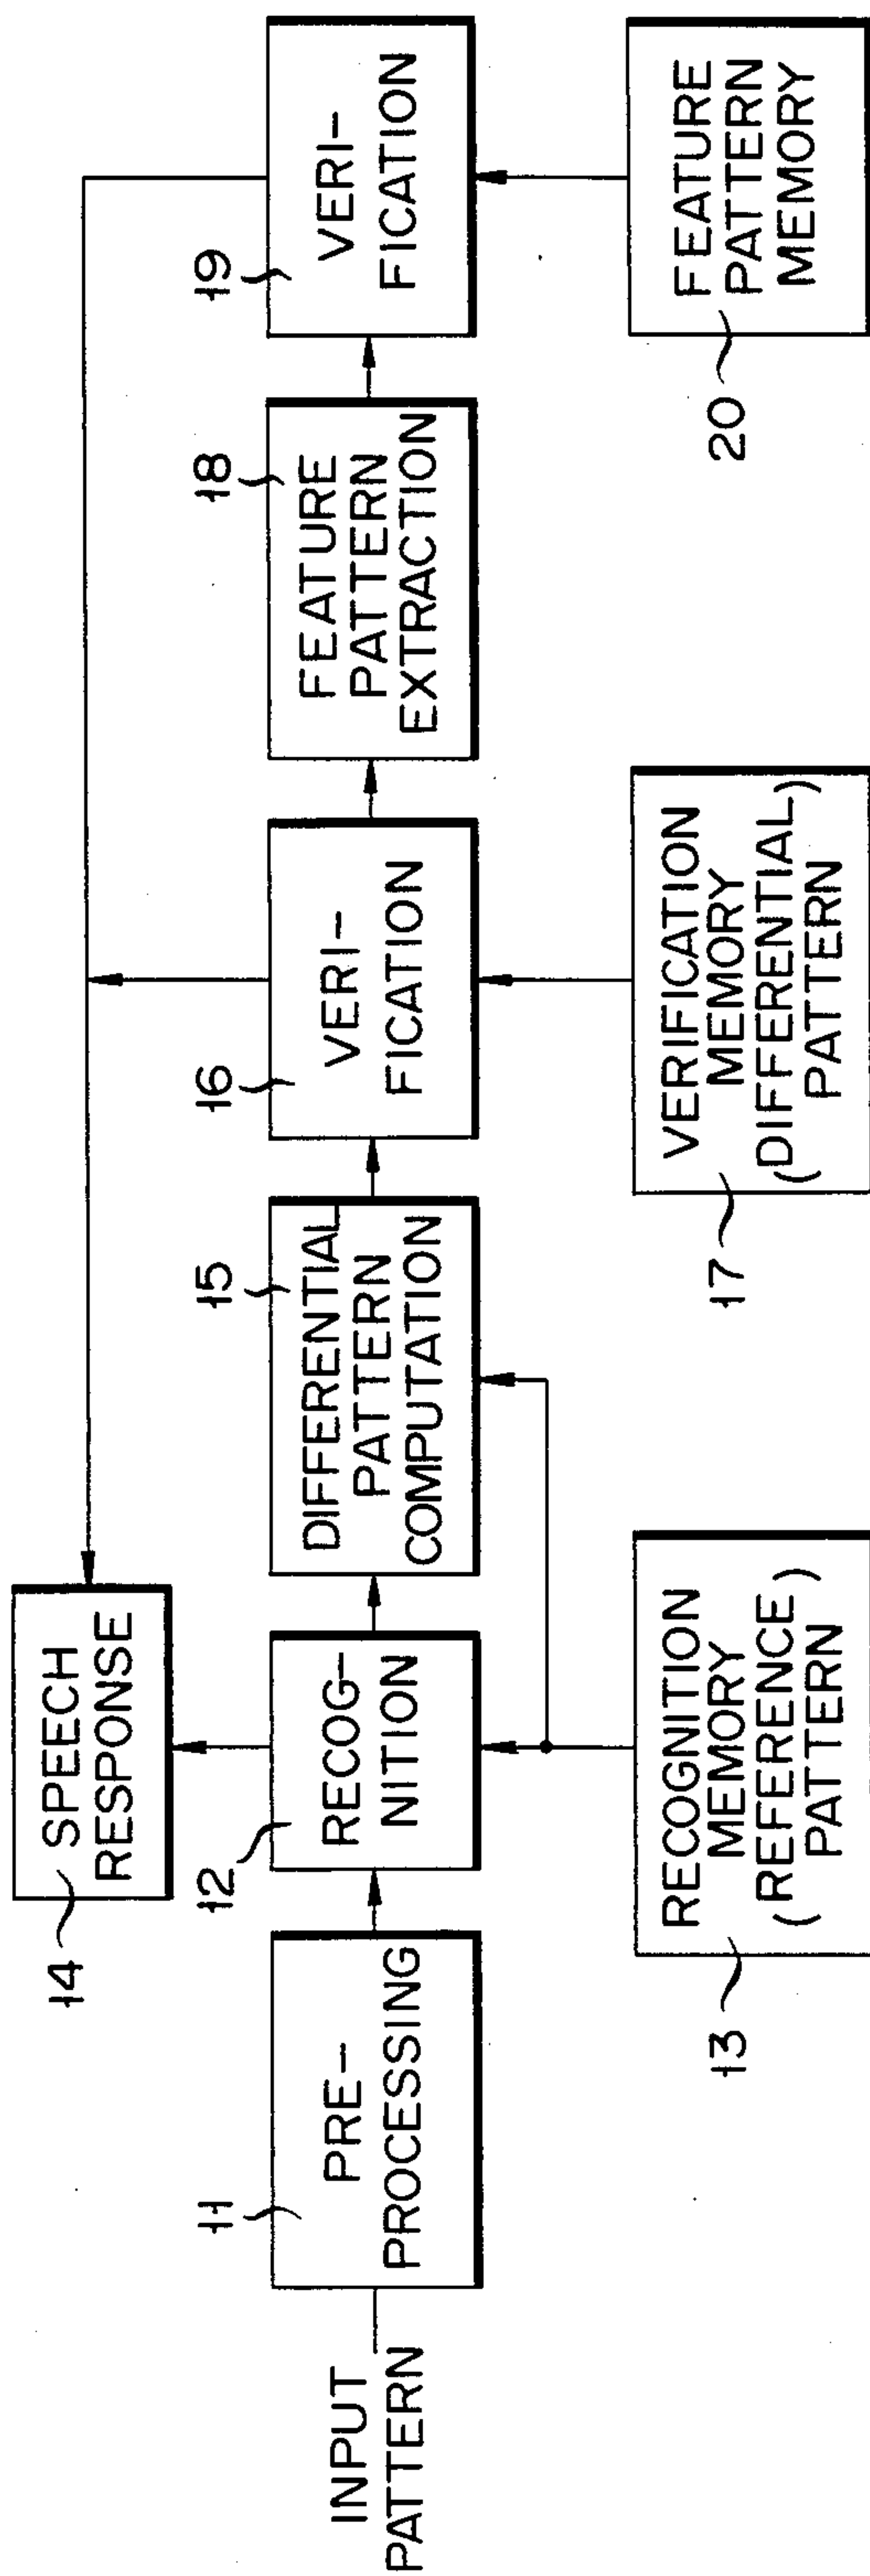 14
SPEECH
RESPONSE
INPUT
PATTERN
11
PRE-
PROCESSING
12
RECOG-
NITION
15
DIFFERENTIAL
PATTERN
COMPUTATION
16
VERI-
FICATION
18
FEATURE
PATTERN
EXTRACTION
19
VERI-
FICATION
13
RECOGNITION
MEMORY
(REFERENCE)
PATTERN
17
VERIFICATION
MEMORY
(DIFFERENTIAL)
PATTERN
20
FEATURE
PATTERN
MEMORY